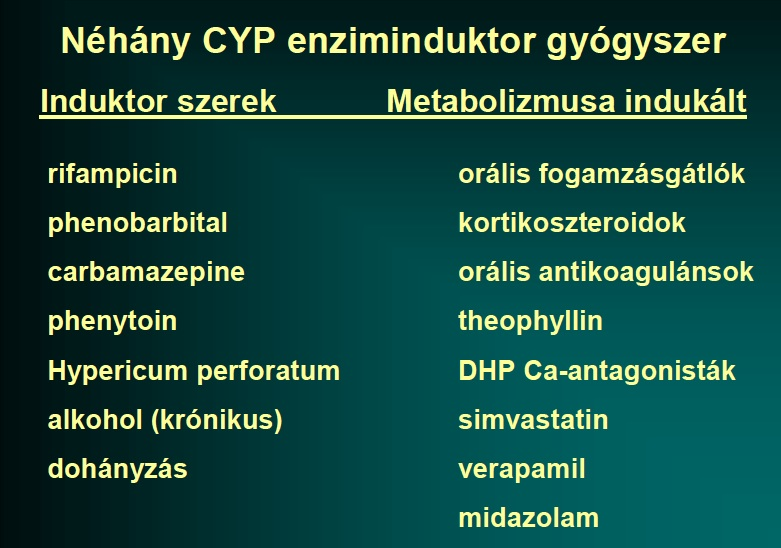 Néhány CYP enziminduktor gyógyszer
Induktor szerek Metabolizmusa indukált
rifampicin orális fogamzásgátlók
phenobarbital kortikoszteroidok
carbamazepine orális antikoagulánsok
phenytoin theophyllin
Hypericum perforatum DHP Ca-antagonisták
alkohol (krónikus) simvastatin
dohányzás verapamil
midazolam